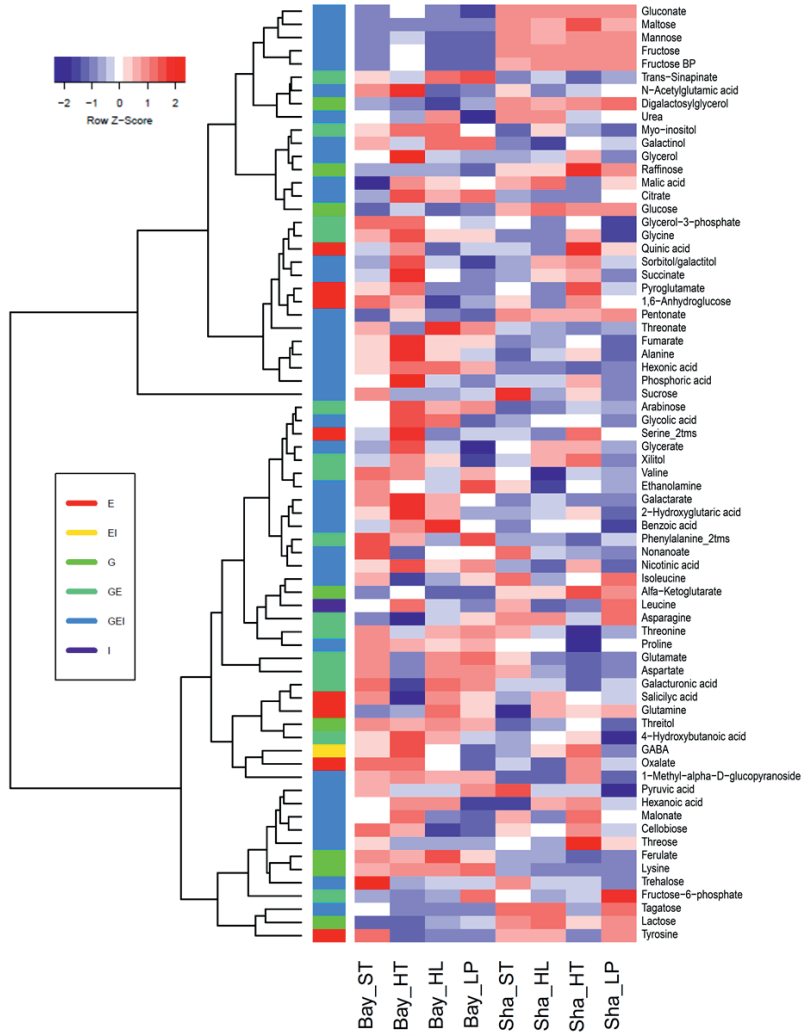 Gluconate
Maltose
Mannose
Fructose
Fructose BP
Trans-Sinapinate
N-Acetylglutamic acid
Digalactosylglycerol
Urea
Myo-inositol
Galactinol
Glycerol
Raffinose
Malic acid
Citrate
Glucose
Glycerol-3-phosphate
Glycine
Quinic acid
Sorbitol/galactitol
Succinate
Pyroglutamate
1,6-Anhydroglucose
Pentonate
Threonate
Fumarate
Alanine
Hexonic acid
Phosphoric acid
Sucrose
Arabinose
Glycolic acid
Serine_2tms
Glycerate
Xilitol
Valine
Ethanolamine
Galactarate
2-Hydroxyglutaric acid
Benzoic acid
Phenylalanine_2tms
Nonanoate
Nicotinic acid
Isoleucine
Alfa-Ketoglutarate
Leucine
Asparagine
Threonine
Proline
Glutamate
Aspartate
Galacturonic acid
Salicilyc acid
Glutamine
Threitol
4-Hydroxybutanoic acid
GABA
Oxalate
1-Methyl-alpha-D-glucopyranoside
Pyruvic acid
Hexanoic acid
Malonate
Cellobiose
Threose
Ferulate
Lysine
Trehalose
Fructose-6-phosphate
Tagatose
Lactose
Tyrosine
-2 -1 0 1 2
Row Z-Score
E
EI
G
GE
GEI
I
Bay_ST
Bay_HT
Bay_HL
Bay_LP
Sha_ST
Sha_HL
Sha_HT
Sha_LP